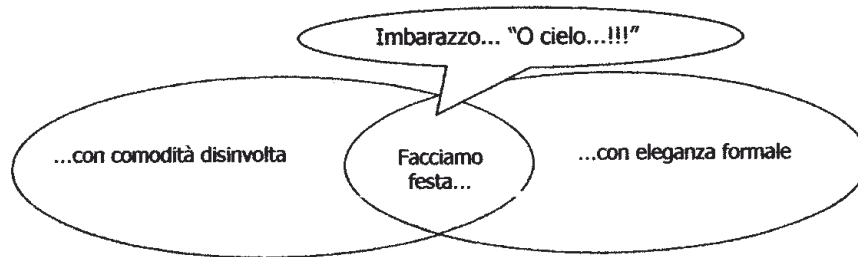 Imbarazzo... "O cielo...!!!"
...con comodità disinvolta
Facciamo
festa...
...con eleganza formale